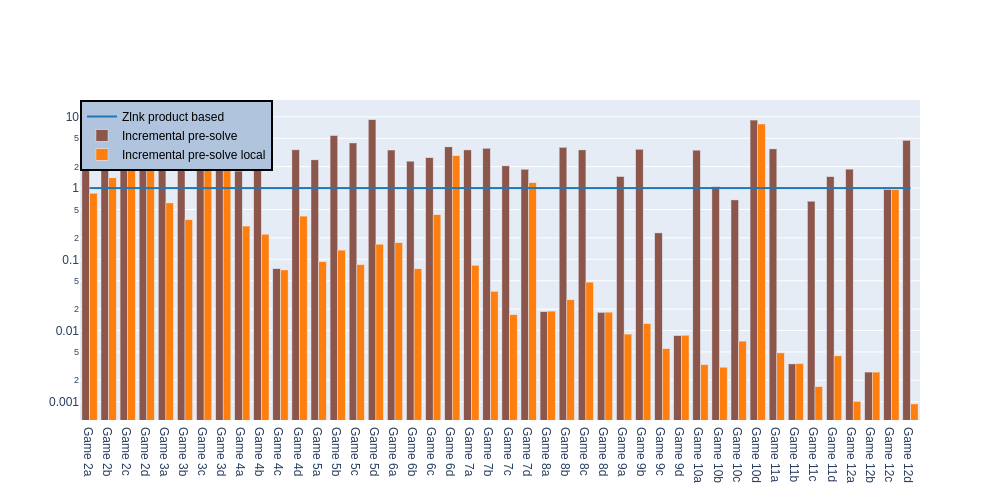 Zlnk product based
Incremental pre-solve
Incremental pre-solve local
10
5
2
1
5
2
0.1
5
2
0.01
5
2
0.001
Game 2a
Game 2b
Game 2c
Game 2d
Game 3a
Game 3b
Game 3c
Game 3d
Game 4a
Game 4b
Game 4c
Game 4d
Game 5a
Game 5b
Game 5c
Game 5d
Game 6a
Game 6b
Game 6c
Game 6d
Game 7a
Game 7b
Game 7c
Game 7d
Game 8a
Game 8b
Game 8c
Game 8d
Game 9a
Game 9b
Game 9c
Game 9d
Game 10a
Game 10b
Game 10c
Game 10d
Game 11a
Game 11b
Game 11c
Game 11d
Game 12a
Game 12b
Game 12c
Game 12d